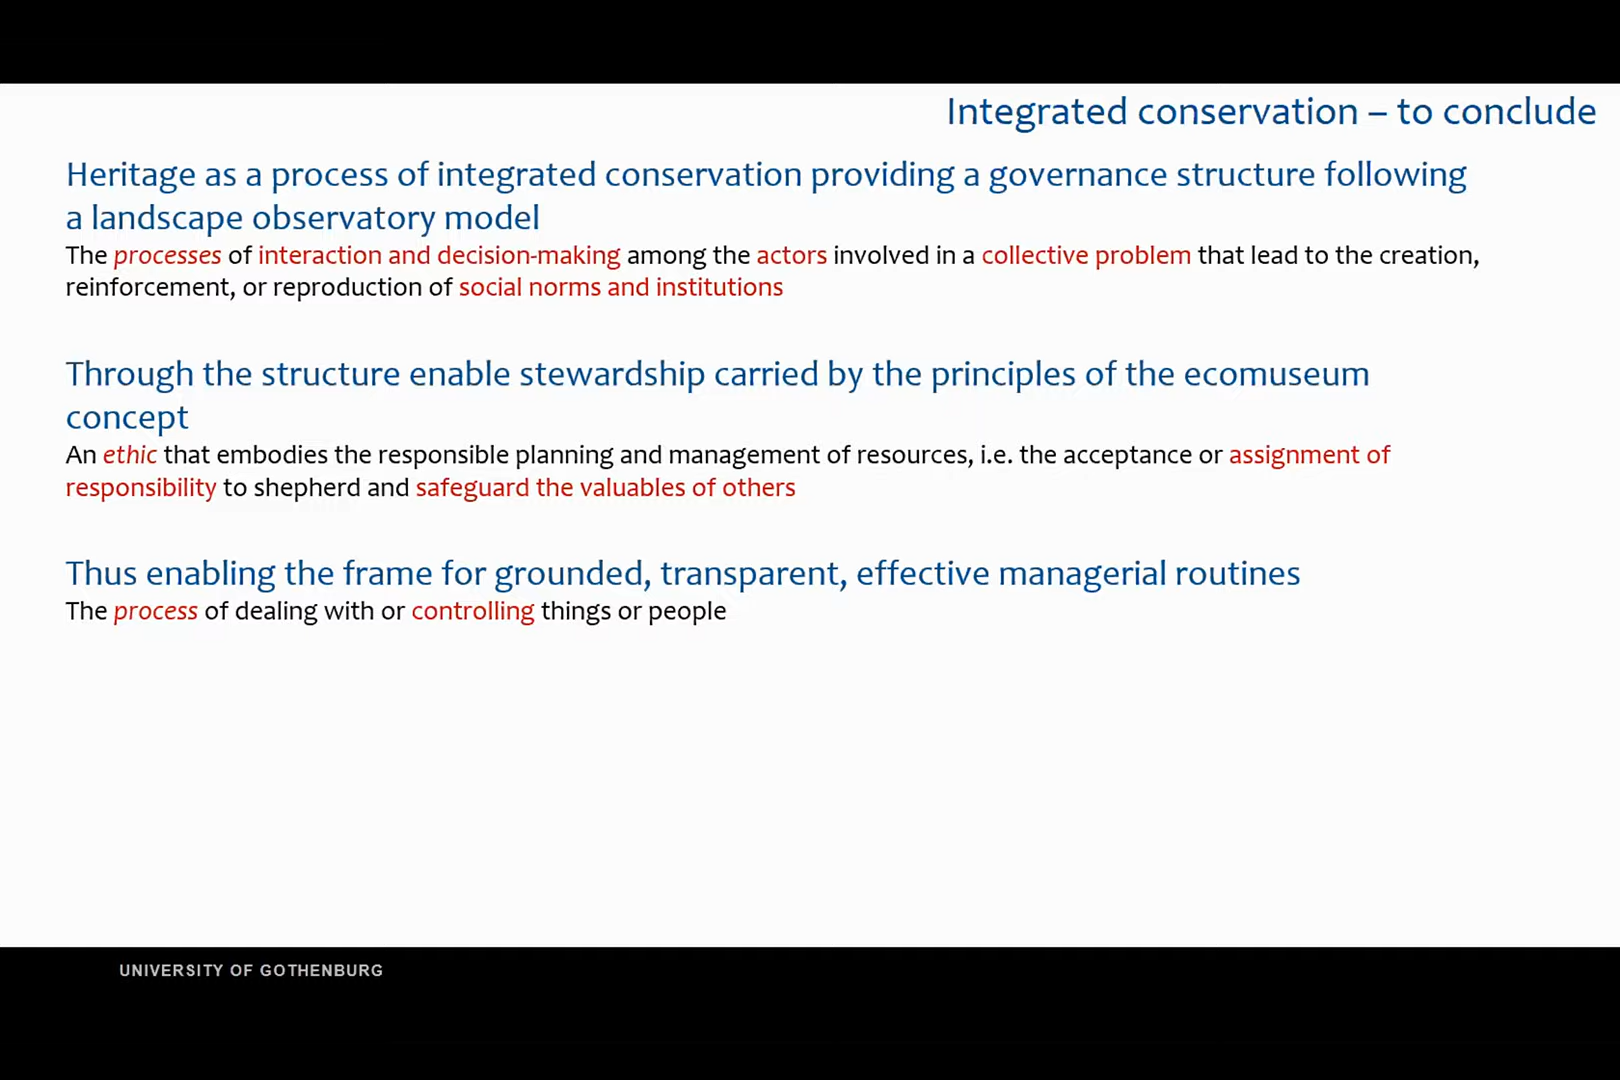 Integrated conservation – to conclude
Heritage as a process of integrated conservation providing a governance structure following
a landscape observatory model
The processes of interaction and decision-making among the actors involved in a collective problem that lead to the creation,
reinforcement, or reproduction of social norms and institutions
Through the structure enable stewardship carried by the principles of the ecomuseum
concept
An ethic that embodies the responsible planning and management of resources, i.e. the acceptance or assignment of
responsibility to shepherd and safeguard the valuables of others
Thus enabling the frame for grounded, transparent, effective managerial routines
The process of dealing with or controlling things or people
UNIVERSITY OF GOTHENBURG